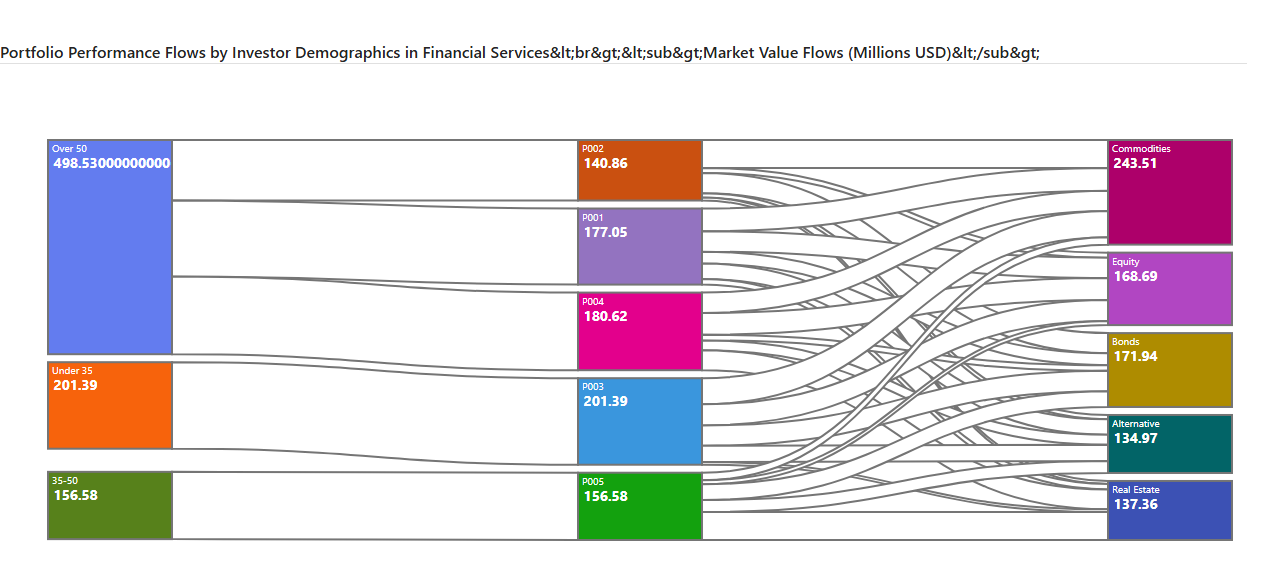 Portfolio Performance Flows by Investor Demographics in Financial Services&lt;br&gt;&lt;sub&gt;Market Value Flows (Millions USD)&lt;/sub&gt;
Over 50
498.53000000000
Under 35
201.39
35-50
156.58
P002
140.86
P001
177.05
P004
180.62
P003
201.39
P005
156.58
Commodities
243.51
Equity
168.69
Bonds
171.94
Alternative
134.97
Real Estate
137.36